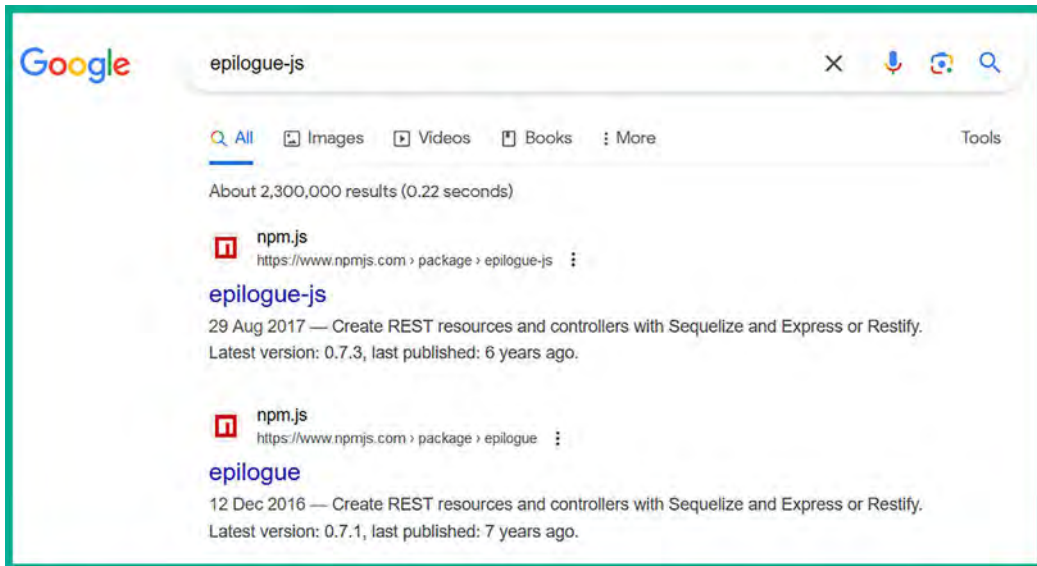 Google
epilogue-js
All Images Videos Books More Tools
About 2,300,000 results (0.22 seconds)
npm.js
https://www.npmjs.com › package › epilogue-js
epilogue-js
29 Aug 2017 — Create REST resources and controllers with Sequelize and Express or Restify.
Latest version: 0.7.3, last published: 6 years ago.
npm.js
https://www.npmjs.com › package › epilogue
epilogue
12 Dec 2016 — Create REST resources and controllers with Sequelize and Express or Restify.
Latest version: 0.7.1, last published: 7 years ago.